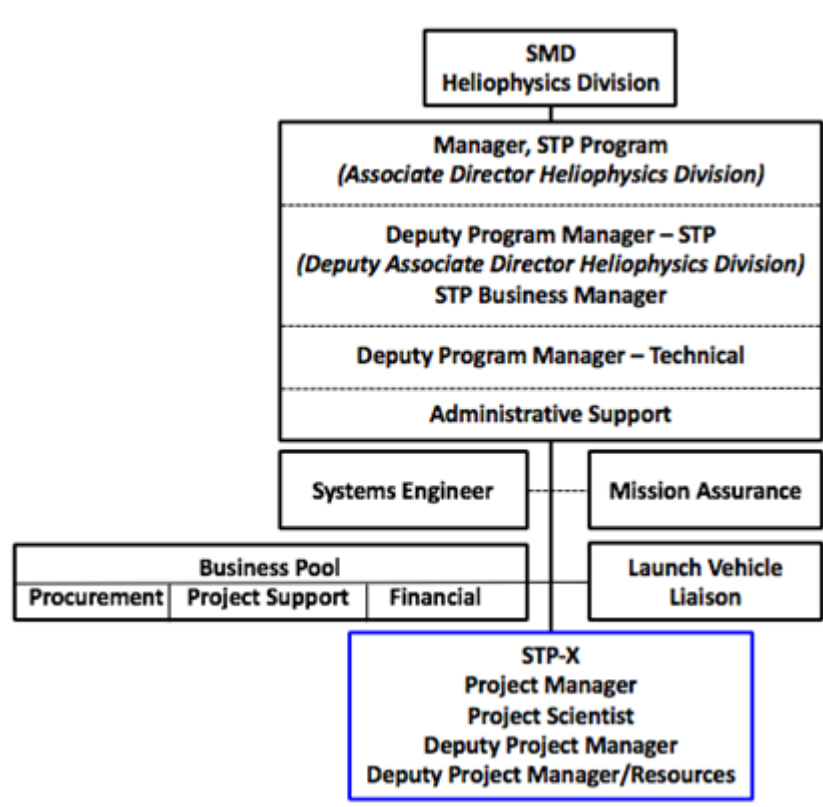 SMD
Heliophysics Division
Manager, STP Program
(Associate Director Heliophysics Division)
Deputy Program Manager – STP
(Deputy Associate Director Heliophysics Division)
STP Business Manager
Deputy Program Manager – Technical
Administrative Support
Systems Engineer
Mission Assurance
Business Pool
Procurement
Project Support
Financial
Launch Vehicle
Liaison
STP-X
Project Manager
Project Scientist
Deputy Project Manager
Deputy Project Manager/Resources